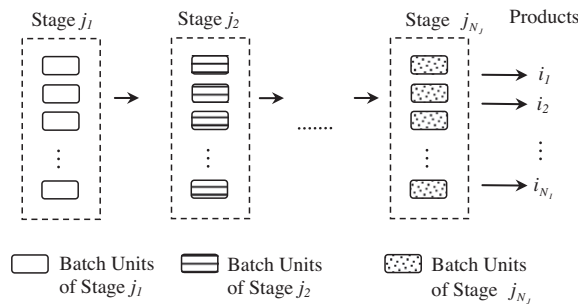 Stage j1
Stage j2
Stage jNJ
Products
i1
i2
.......
iNI
Batch Units
of Stage j1
Batch Units
of Stage j2
Batch Units
of Stage jNJ